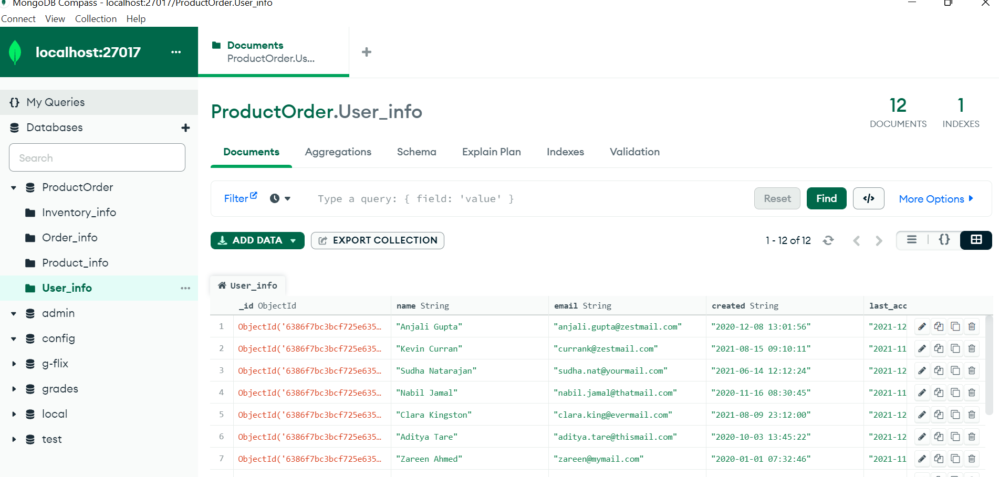 MongoDB Compass - localhost:27017/ProductOrder.User_info
Connect View Collection Help
localhost:27017 ...
Documents
ProductOrder.Us...
My Queries
Databases
Search
ProductOrder
Inventory_info
Order_info
Product_info
User_info
admin
config
g-flix
grades
local
test
ProductOrder.User_info
12
DOCUMENTS
1
INDEXES
Documents Aggregations Schema Explain Plan Indexes Validation
Filter Type a query: { field: 'value' } Reset Find </> More Options
ADD DATA EXPORT COLLECTION 1 - 12 of 12 {}
User_info
_id ObjectId name String email String created String last_acc
1 ObjectId('6386f7bc3bcf725e635... "Anjali Gupta" "anjali.gupta@zestmail.com" "2020-12-08 13:01:56" "2021-12
2 ObjectId('6386f7bc3bcf725e635... "Kevin Curran" "currank@zestmail.com" "2021-08-15 09:10:11" "2021-11
3 ObjectId('6386f7bc3bcf725e635... "Sudha Natarajan" "sudha.nat@yourmail.com" "2021-06-14 12:12:24" "2021-12
4 ObjectId('6386f7bc3bcf725e635... "Nabil Jamal" "nabil.jamal@thatmail.com" "2020-11-16 08:30:45" "2021-11
5 ObjectId('6386f7bc3bcf725e635... "Clara Kingston" "clara.king@evermail.com" "2021-08-09 23:12:00" "2021-12
6 ObjectId('6386f7bc3bcf725e635... "Aditya Tare" "aditya.tare@thismail.com" "2020-10-03 13:45:22" "2021-12
7 ObjectId('6386f7bc3bcf725e635... "Zareen Ahmed" "zareen@mymail.com" "2020-01-01 07:32:46" "2021-11